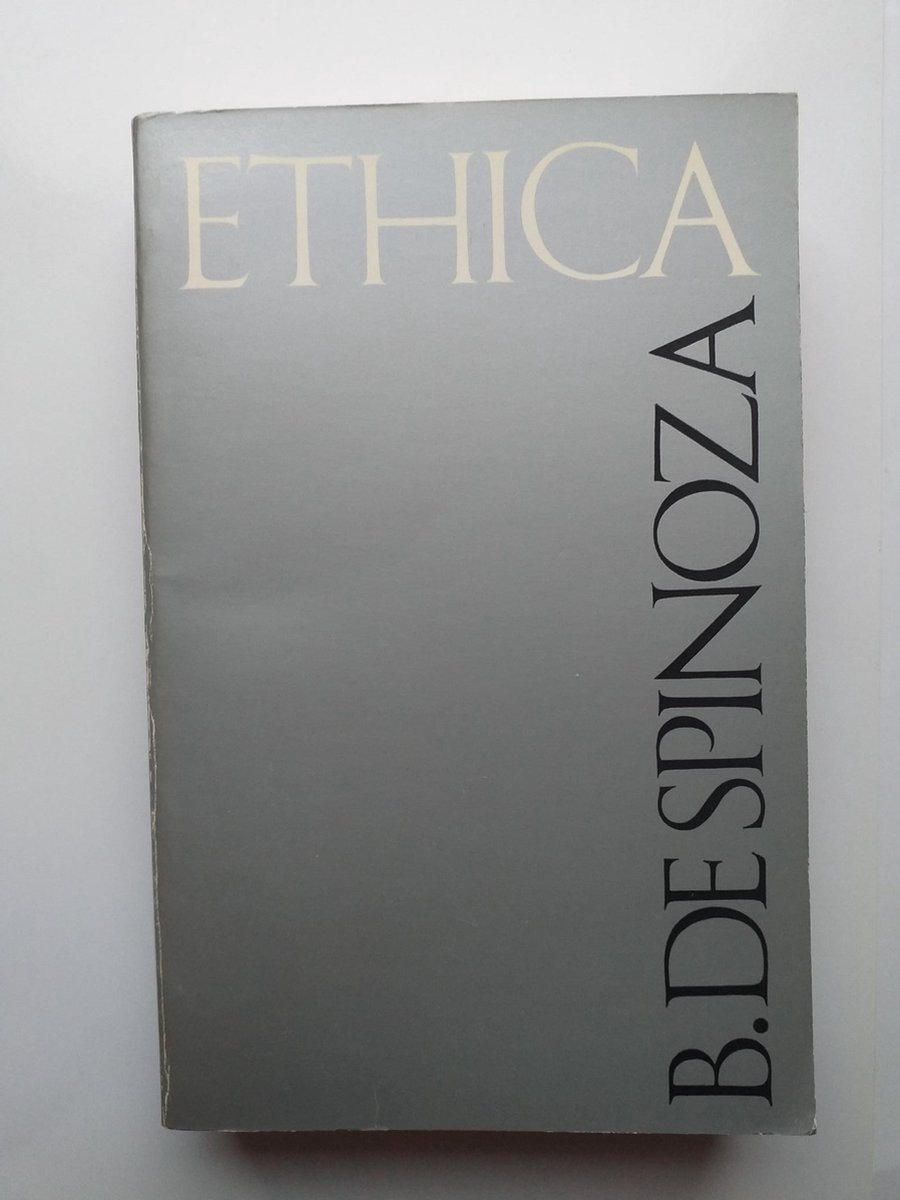 ETHICA
B. DE SPINOZA